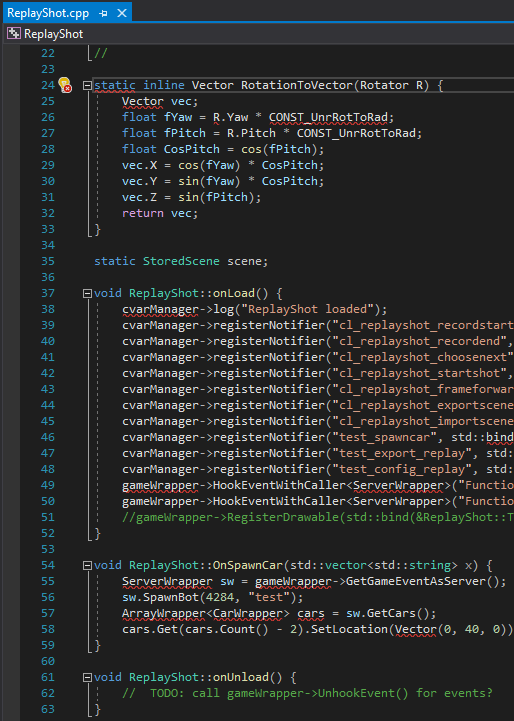 ReplayShot.cpp
ReplayShot
22 //
23
24 static inline Vector RotationToVector(Rotator R) {
25 Vector vec;
26 float fYaw = R.Yaw * CONST_UnrRotToRad;
27 float fPitch = R.Pitch * CONST_UnrRotToRad;
28 float CosPitch = cos(fPitch);
29 vec.X = cos(fYaw) * CosPitch;
30 vec.Y = sin(fYaw) * CosPitch;
31 vec.Z = sin(fPitch);
32 return vec;
33 }
34
35 static StoredScene scene;
36
37 void ReplayShot::onLoad() {
38 cvarManager->log("ReplayShot loaded");
39 cvarManager->registerNotifier("cl_replayshot_recordstart
40 cvarManager->registerNotifier("cl_replayshot_recordend",
41 cvarManager->registerNotifier("cl_replayshot_choosenext"
42 cvarManager->registerNotifier("cl_replayshot_startshot",
43 cvarManager->registerNotifier("cl_replayshot_frameforwar
44 cvarManager->registerNotifier("cl_replayshot_exportscene
45 cvarManager->registerNotifier("cl_replayshot_importscene
46 cvarManager->registerNotifier("test_spawncar", std::bind
47 cvarManager->registerNotifier("test_export_replay", std:
48 cvarManager->registerNotifier("test_config_replay", std:
49 gameWrapper->HookEventWithCaller<ServerWrapper>("Functio
50 gameWrapper->HookEventWithCaller<ServerWrapper>("Functio
51 //gameWrapper->RegisterDrawable(std::bind(&ReplayShot::T
52 }
53
54 void ReplayShot::OnSpawnCar(std::vector<std::string> x) {
55 ServerWrapper sw = gameWrapper->GetGameEventAsServer();
56 sw.SpawnBot(4284, "test");
57 ArrayWrapper<CarWrapper> cars = sw.GetCars();
58 cars.Get(cars.Count() - 2).SetLocation(Vector(0, 40, 0))
59 }
60
61 void ReplayShot::onUnload() {
62 // TODO: call gameWrapper->UnhookEvent() for events?
63 }